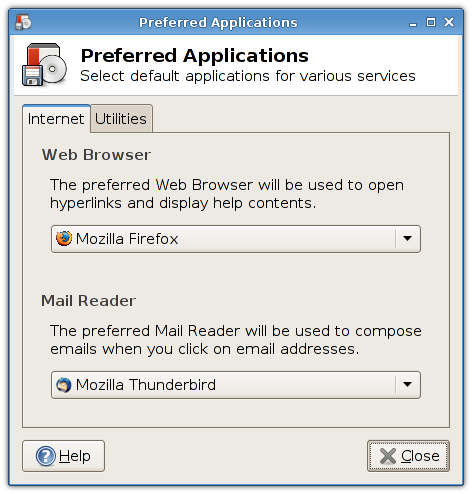 Preferred Applications
Preferred Applications
Select default applications for various services
Internet
Utilities
Web Browser
The preferred Web Browser will be used to open
hyperlinks and display help contents.
Mozilla Firefox
Mail Reader
The preferred Mail Reader will be used to compose
emails when you click on email addresses.
Mozilla Thunderbird
Help
Close